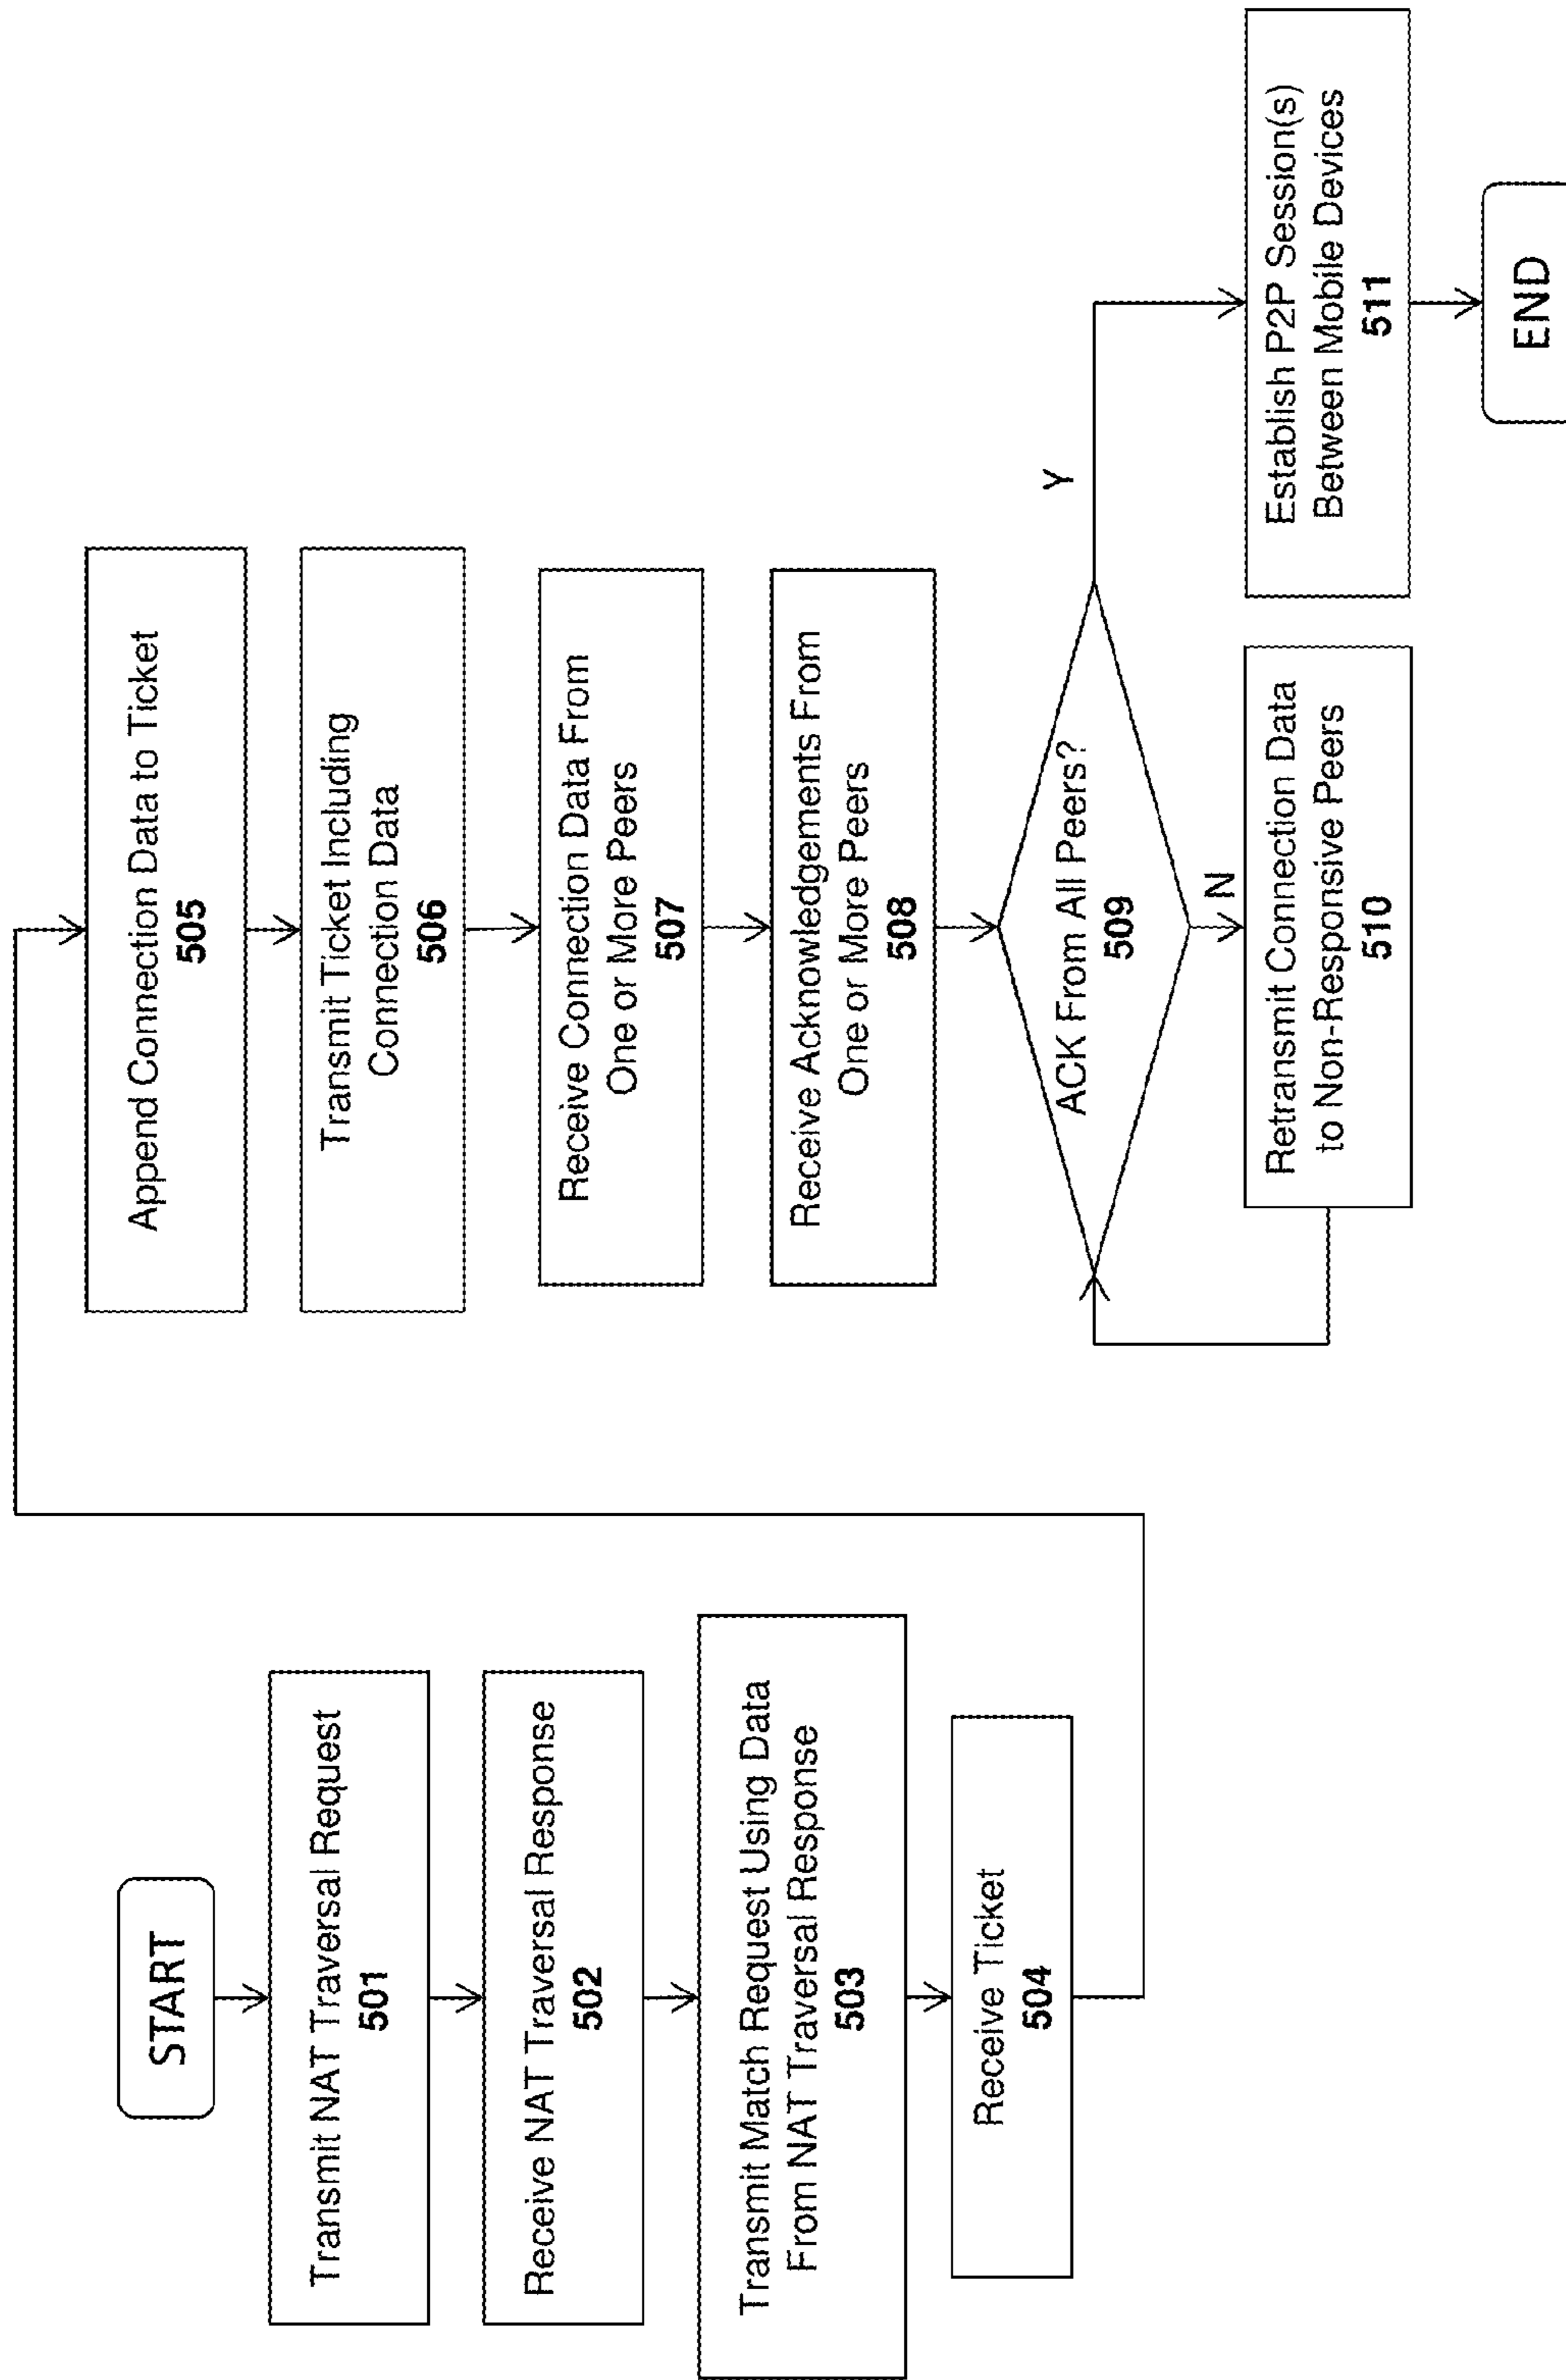 START
Transmit NAT Traversal Request
501
Receive NAT Traversal Response
502
Transmit Match Request Using Data
From NAT Traversal Response
503
Receive Ticket
504
Append Connection Data to Ticket
505
Transmit Ticket Including
Connection Data
506
Receive Connection Data From
One or More Peers
507
Receive Acknowledgements From
One or More Peers
508
ACK From All Peers?
509
N
Y
Retransmit Connection Data
to Non-Responsive Peers
510
Establish P2P Session(s)
Between Mobile Devices
511
END